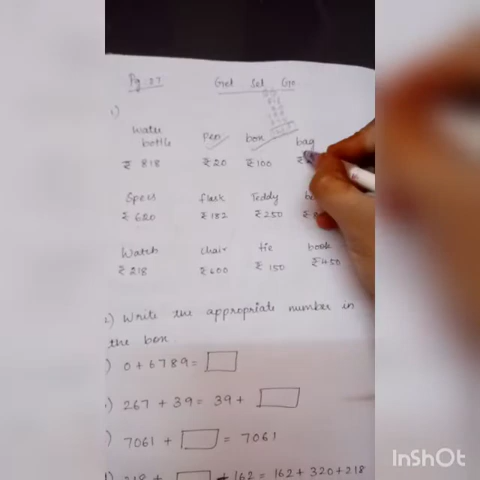 Pg : 27 Get Set Go
1)
Water bottle Pen box bag
₹ 818 ₹20 ₹100 ₹
Specs flask Teddy
₹ 620 ₹182 ₹250 ₹
Watch chair tie book
₹ 218 ₹600 ₹ 150 ₹450
2) Write the appropriate number in
the box
) 0 + 6789 =
) 267 + 39 = 39 +
) 7061 + = 7061
) 218 + + 162 = 162 + 320 + 218
InShOt